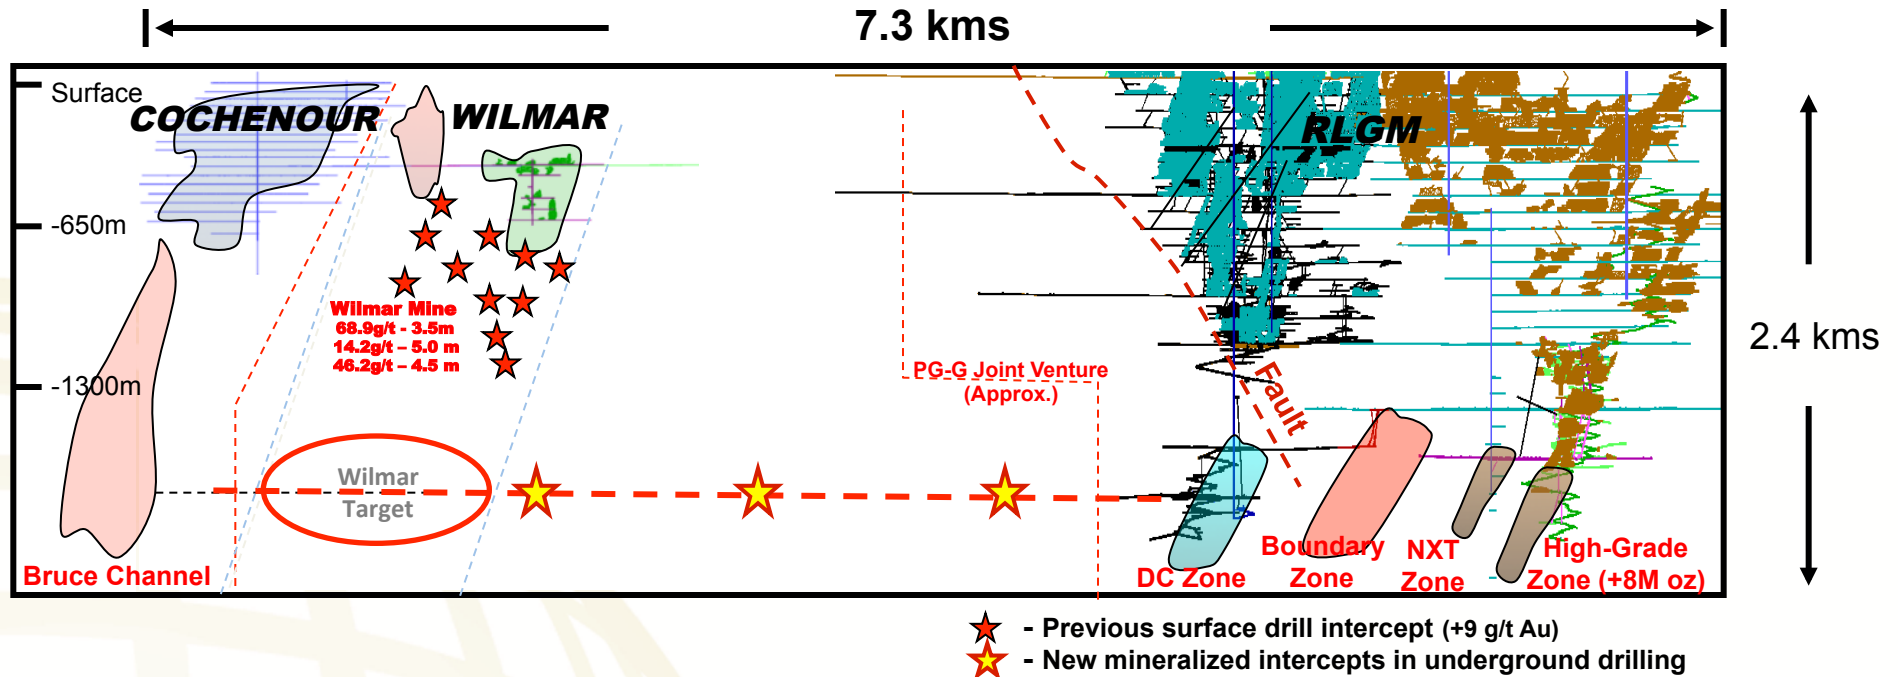 7.3 kms
Surface
COCHENOUR
WILMAR
RLGM
-650m
Wilmar Mine
68.9g/t - 3.5m
14.2g/t – 5.0 m
46.2g/t – 4.5 m
2.4 kms
-1300m
PG-G Joint Venture
(Approx.)
Fault
Wilmar
Target
Bruce Channel
DC Zone
Boundary
Zone
NXT
Zone
High-Grade
Zone (+8M oz)
- Previous surface drill intercept (+9 g/t Au)
- New mineralized intercepts in underground drilling